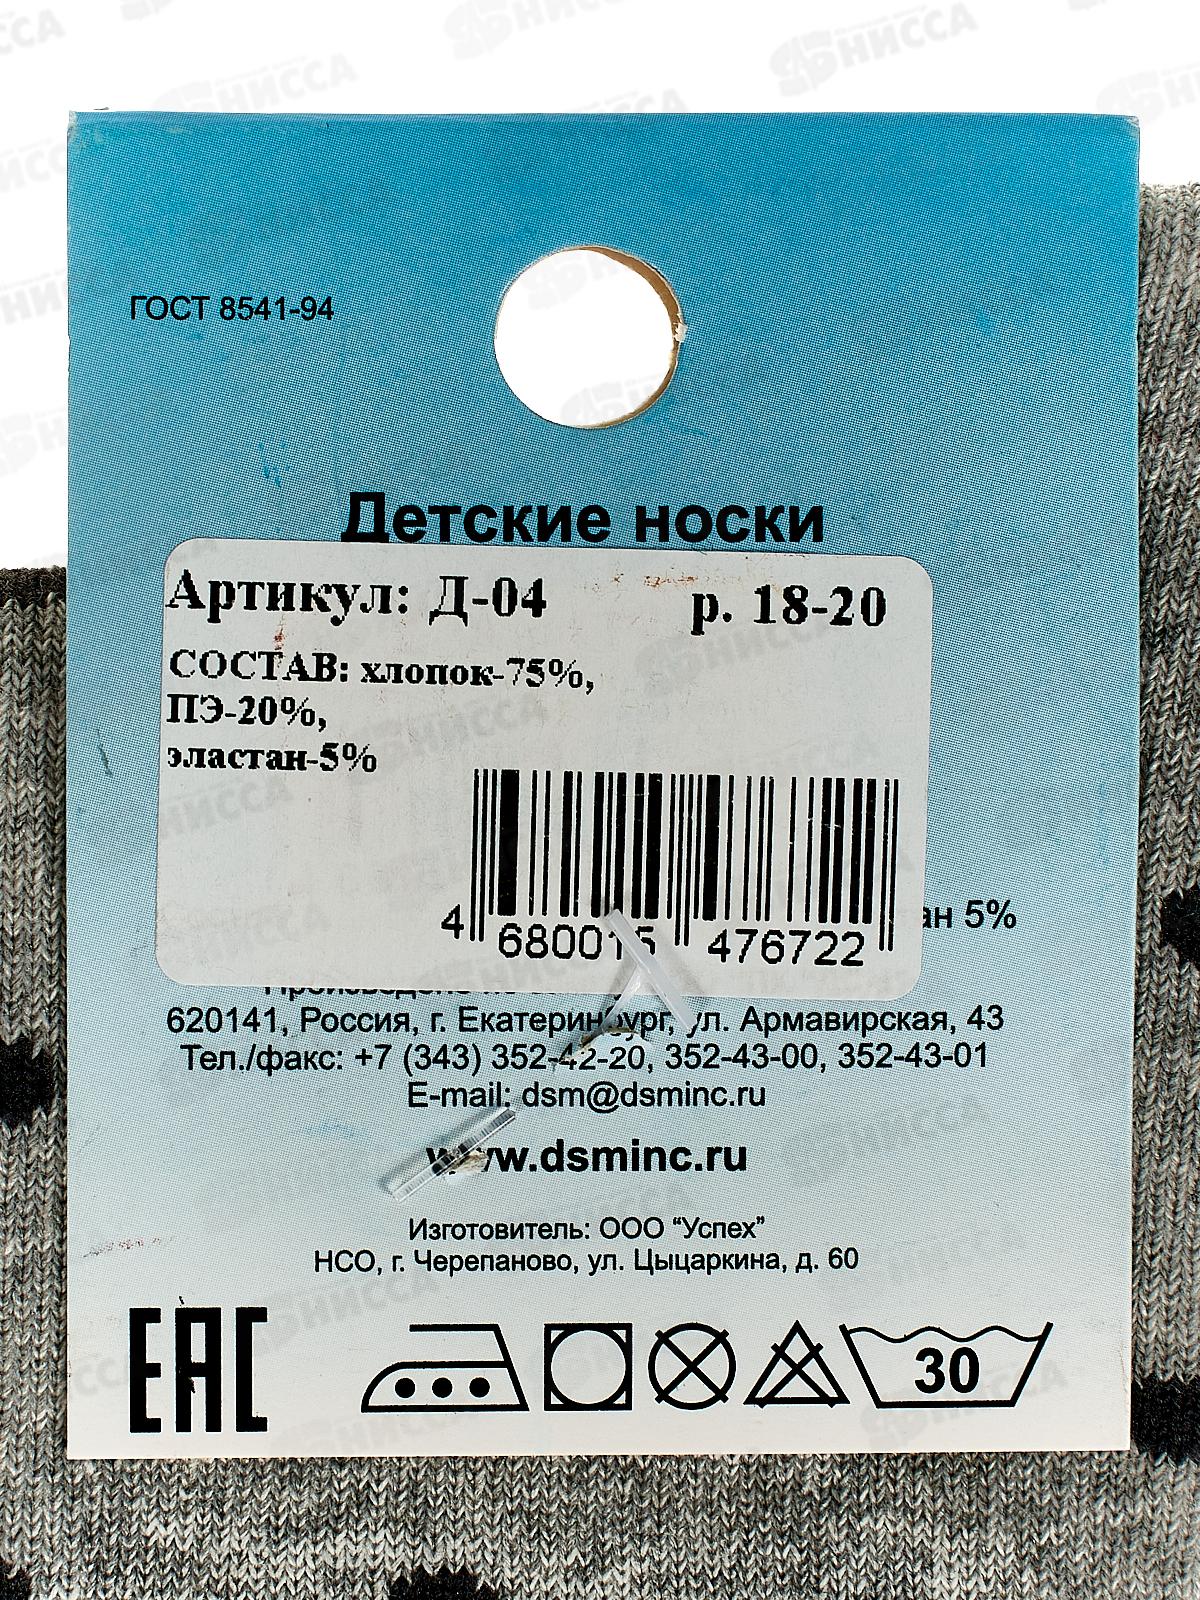 ГОСТ 8541-94
Детские носки
Артикул: Д-04 р. 18-20
СОСТАВ: хлопок-75%,
ПЭ-20%,
эластан-5%
5%
4 680015 476722
620141, Россия, г. Екатеринбург, ул. Армавирская, 43
Тел./факс: +7 (343) 352-42-20, 352-43-00, 352-43-01
E-mail: dsm@dsminc.ru
www.dsminc.ru
Изготовитель: ООО “Успех”
НСО, г. Черепаново, ул. Цыцаркина, д. 60
ЕАС
30